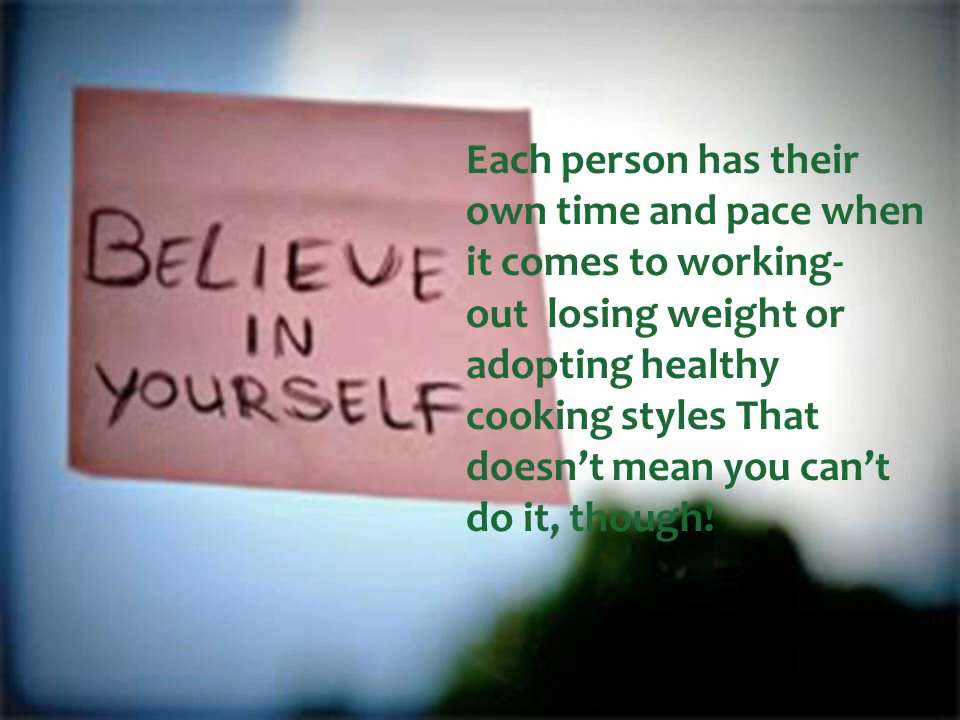 BELIEVE
IN
YOURSELF
Each person has their
own time and pace when
it comes to working-
out  losing weight or
adopting healthy
cooking styles That
doesn’t mean you can’t
do it, though!